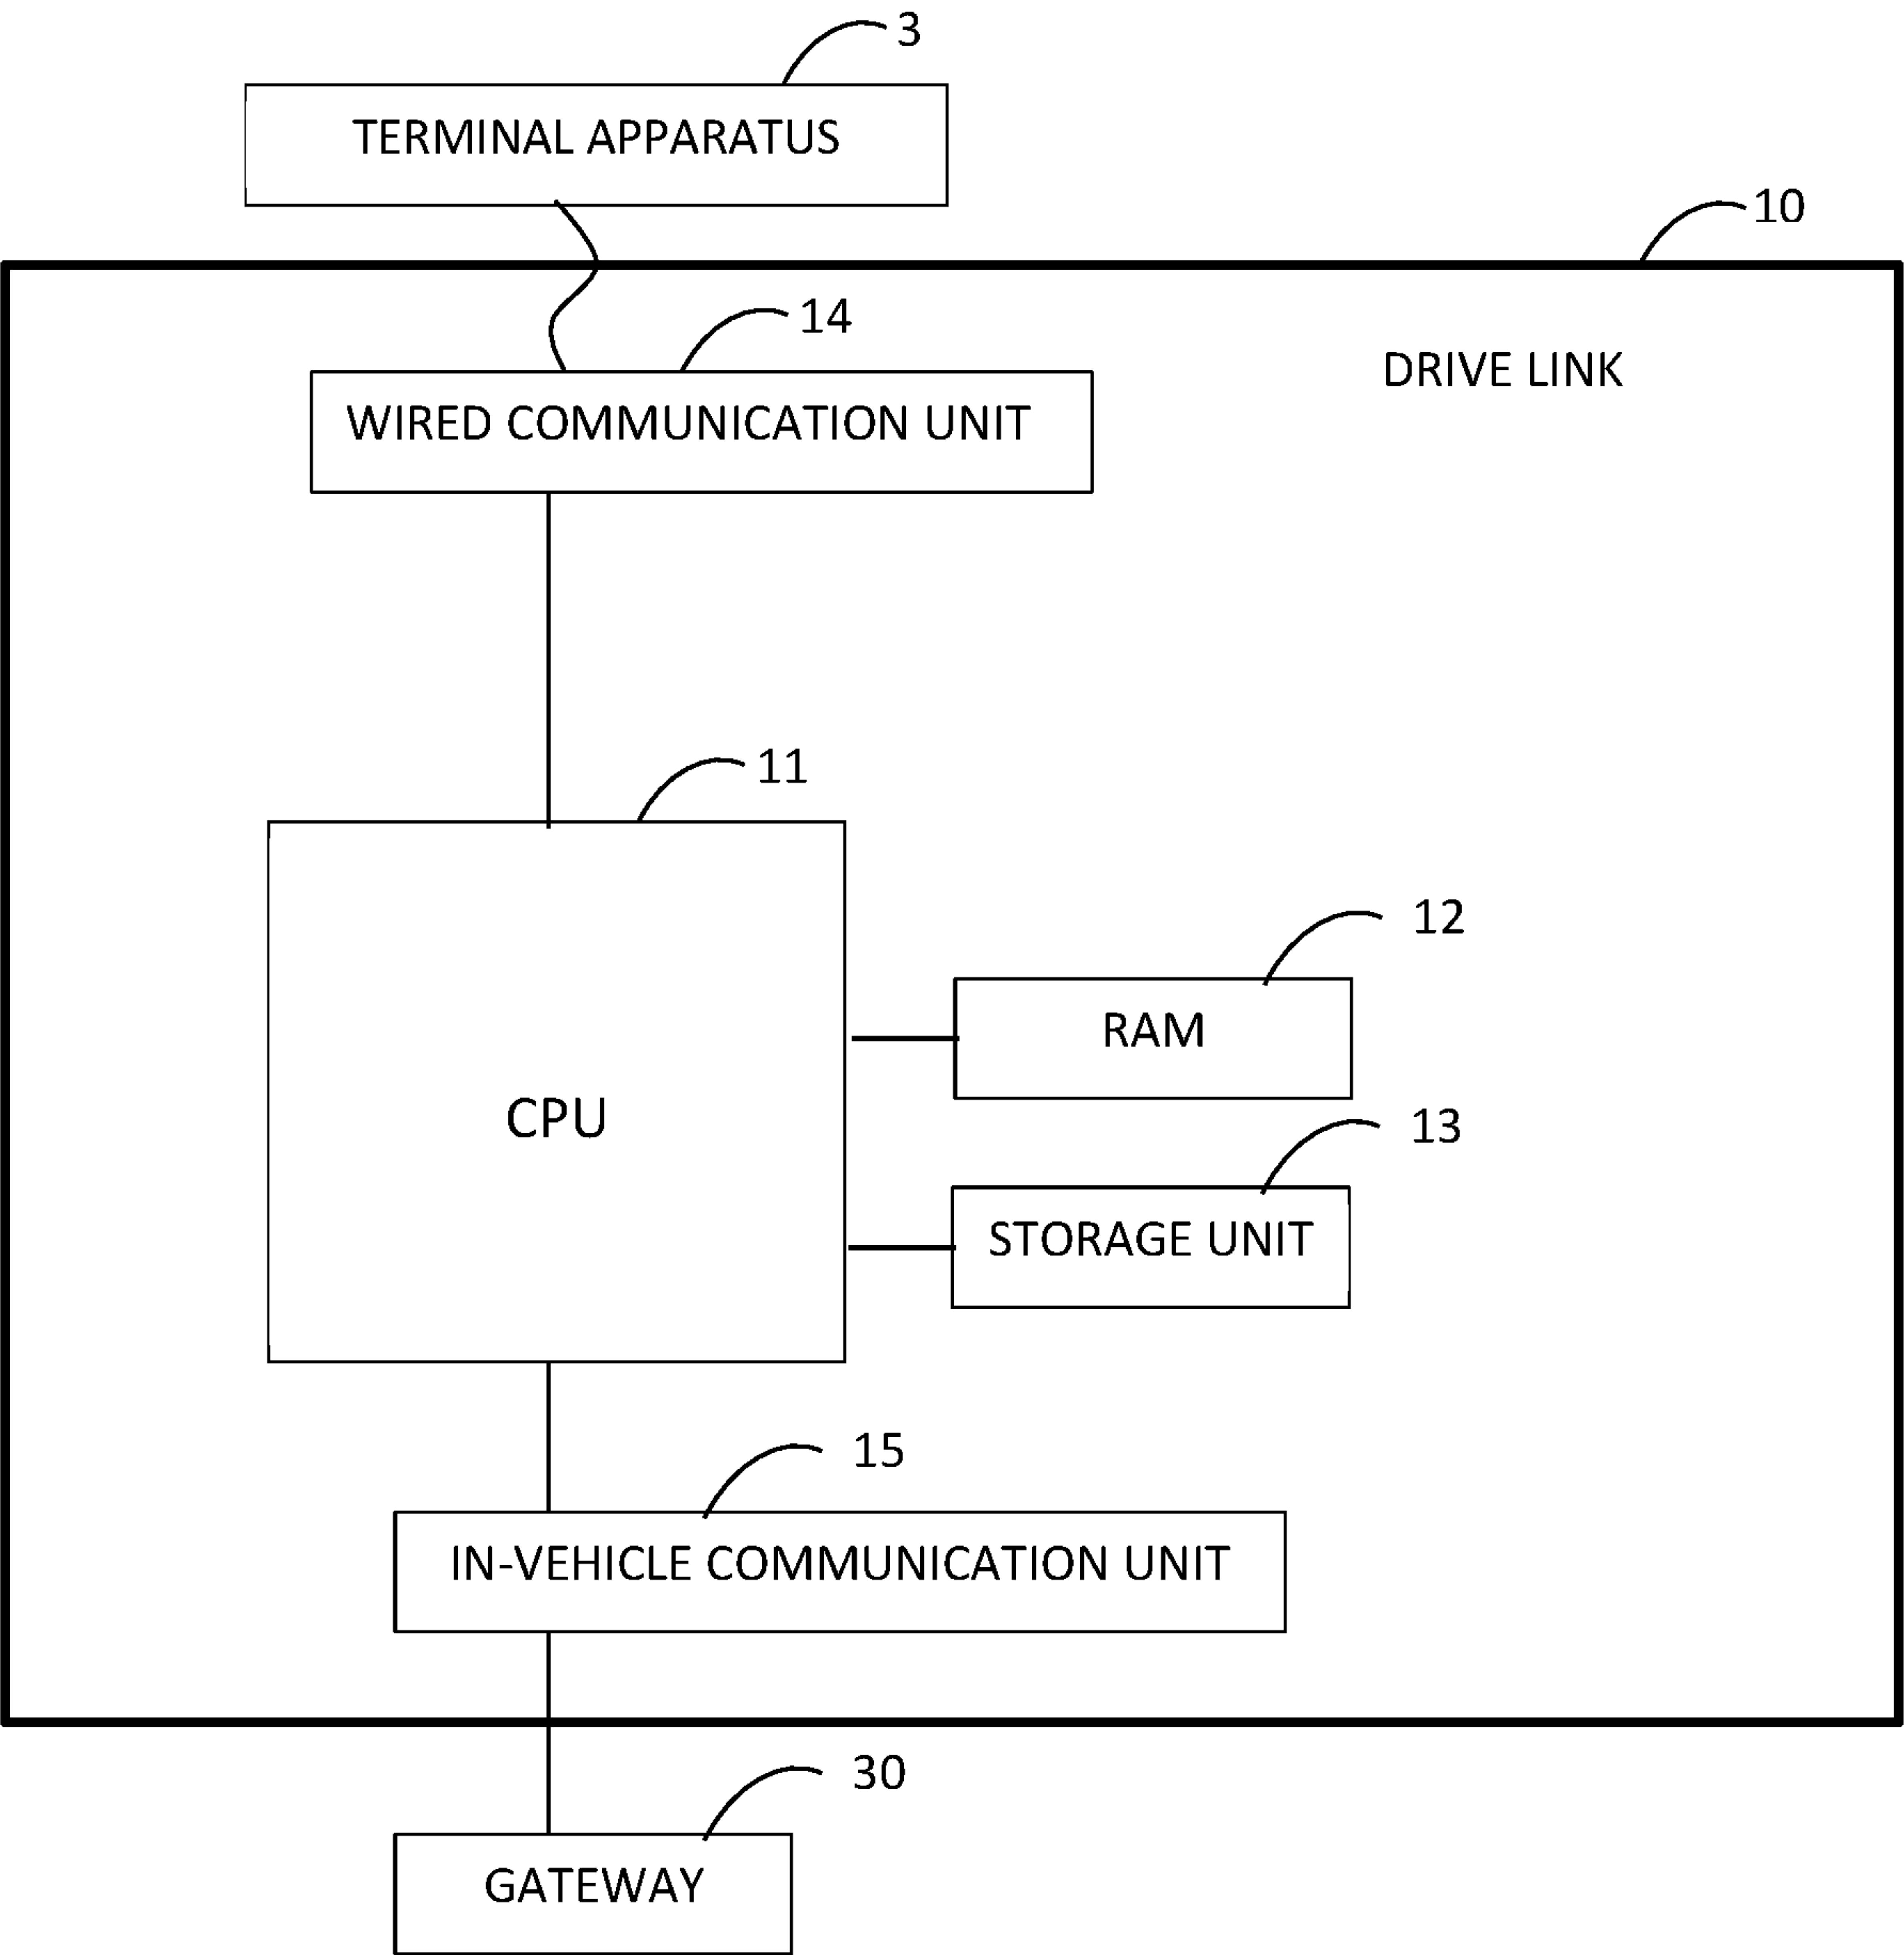 3
TERMINAL APPARATUS
10
14
DRIVE LINK
WIRED COMMUNICATION UNIT
11
12
RAM
CPU
13
STORAGE UNIT
15
IN-VEHICLE COMMUNICATION UNIT
30
GATEWAY